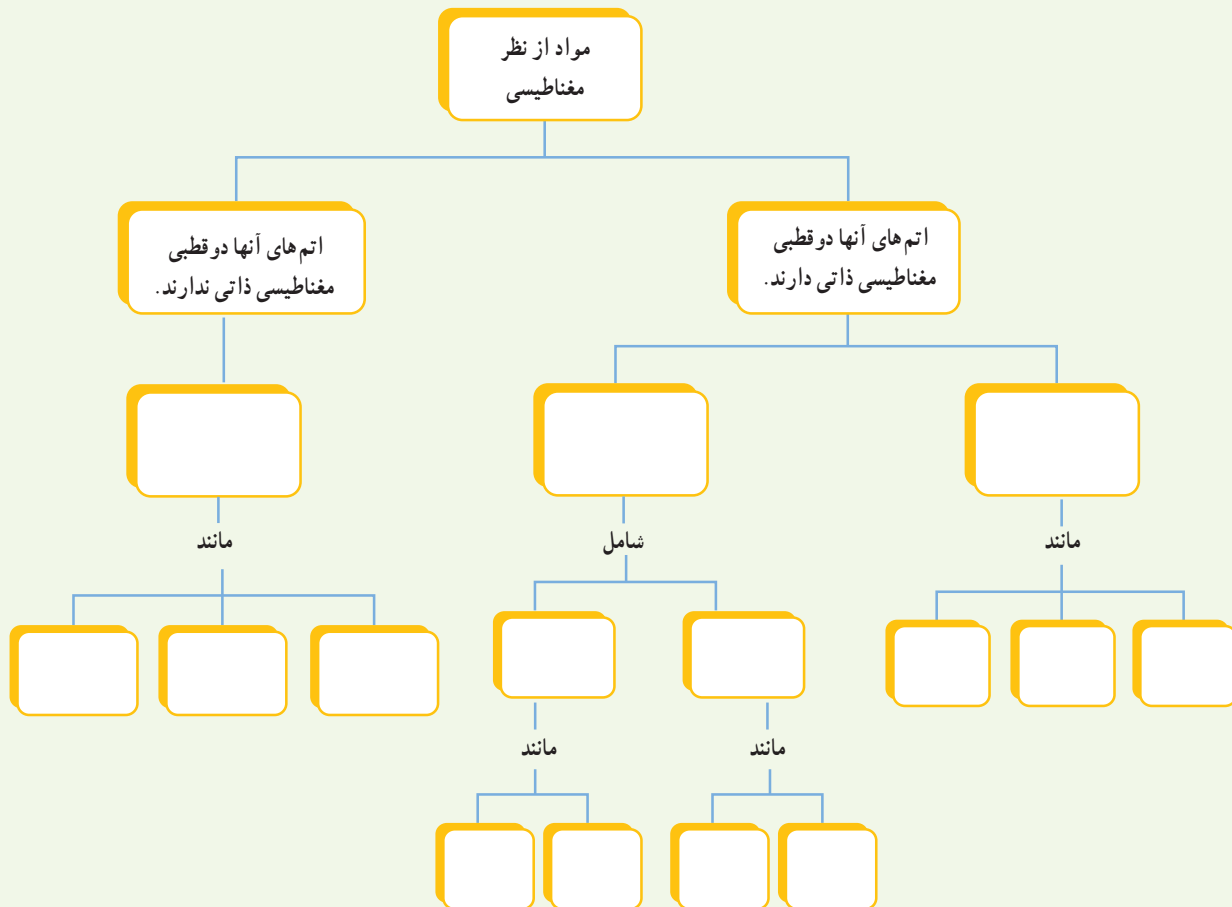 مواد از نظر
مغناطیسی
اتم‌های آنها دوقطبی
مغناطیسی ذاتی دارند.
اتم‌های آنها دوقطبی
مغناطیسی ذاتی ندارند.
مانند
شامل
مانند
مانند
مانند